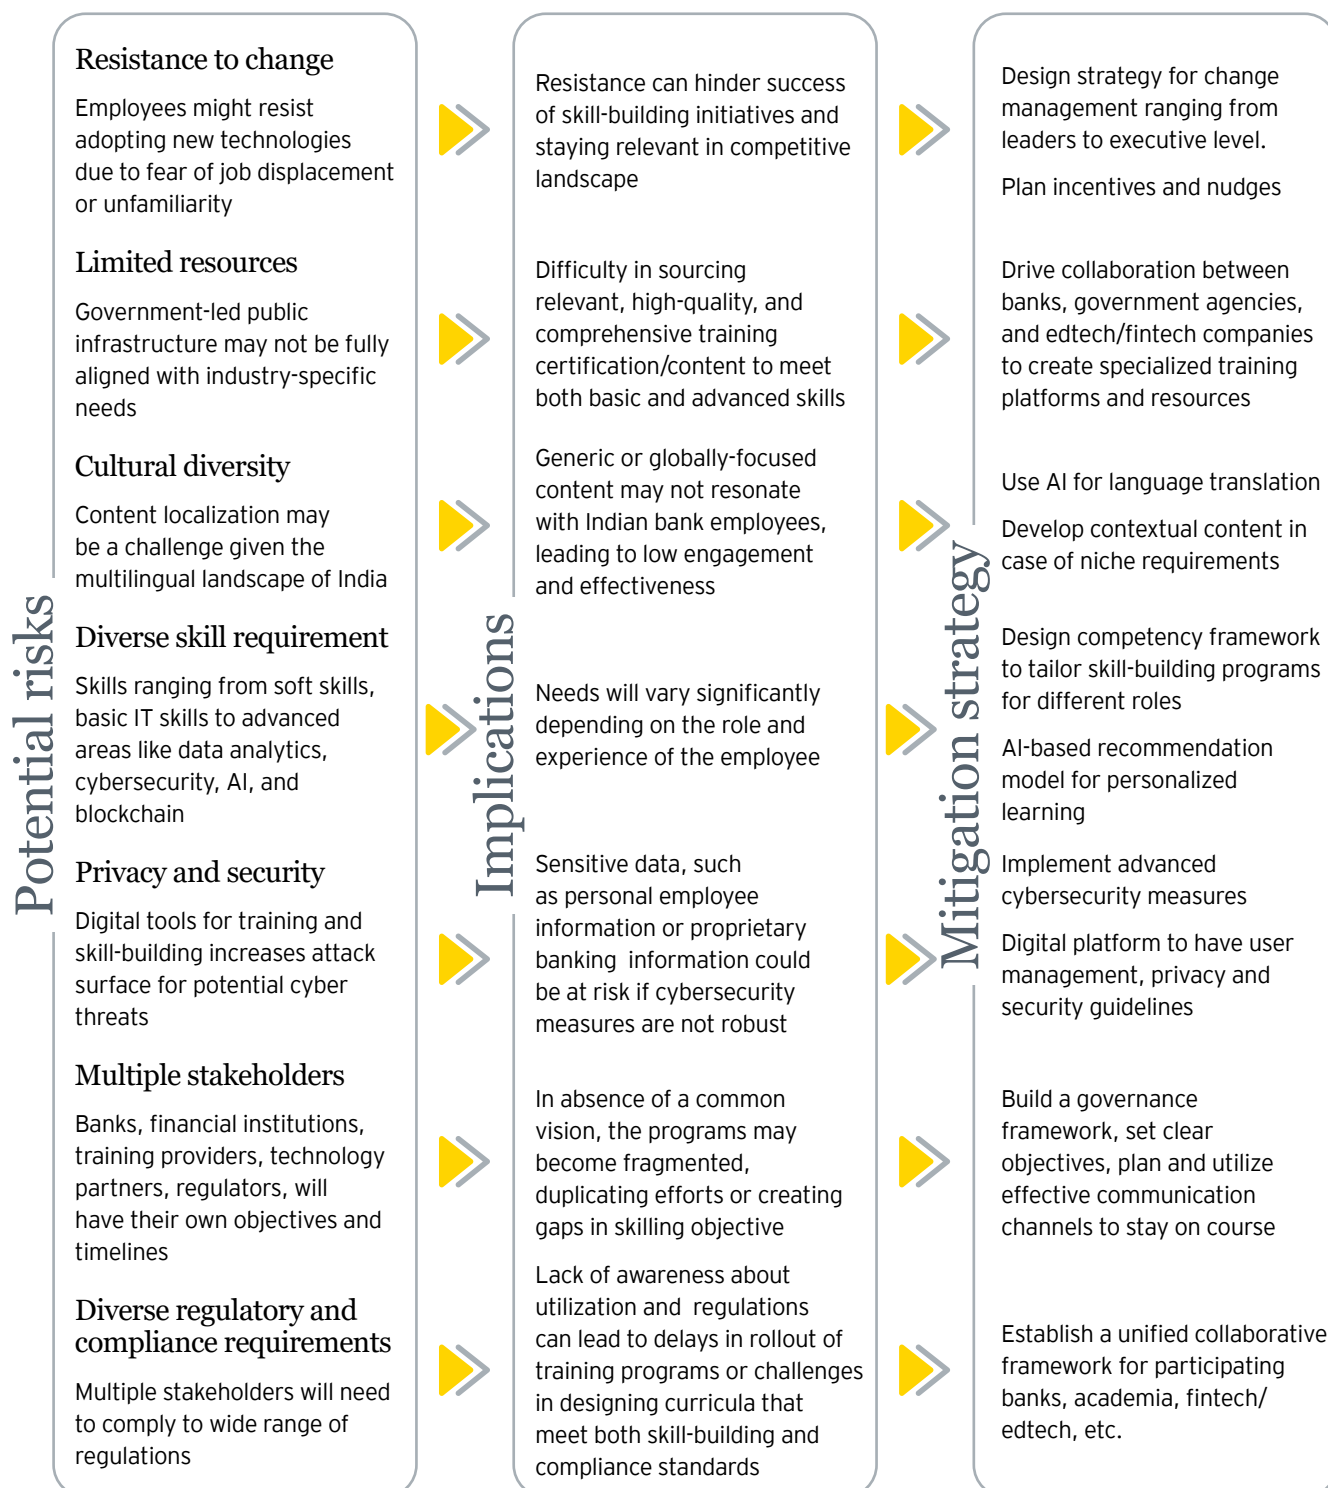 Potential risks
Resistance to change
Employees might resist
adopting new technologies
due to fear of job displacement
or unfamiliarity
Limited resources
Government-led public
infrastructure may not be fully
aligned with industry-specific
needs
Cultural diversity
Content localization may
be a challenge given the
multilingual landscape of India
Diverse skill requirement
Skills ranging from soft skills,
basic IT skills to advanced
areas like data analytics,
cybersecurity, AI, and
blockchain
Privacy and security
Digital tools for training and
skill-building increases attack
surface for potential cyber
threats
Multiple stakeholders
Banks, financial institutions,
training providers, technology
partners, regulators, will
have their own objectives and
timelines
Diverse regulatory and
compliance requirements
Multiple stakeholders will need
to comply to wide range of
regulations
Implications
Resistance can hinder success
of skill-building initiatives and
staying relevant in competitive
landscape
Difficulty in sourcing
relevant, high-quality, and
comprehensive training
certification/content to meet
both basic and advanced skills
Generic or globally-focused
content may not resonate
with Indian bank employees,
leading to low engagement
and effectiveness
Needs will vary significantly
depending on the role and
experience of the employee
Sensitive data, such
as personal employee
information or proprietary
banking  information could
be at risk if cybersecurity
measures are not robust
In absence of a common
vision, the programs may
become fragmented,
duplicating efforts or creating
gaps in skilling objective
Lack of awareness about
utilization and  regulations
can lead to delays in rollout of
training programs or challenges
in designing curricula that
meet both skill-building and
compliance standards
Mitigation strategy
Design strategy for change
management ranging from
leaders to executive level.
Plan incentives and nudges
Drive collaboration between
banks, government agencies,
and edtech/fintech companies
to create specialized training
platforms and resources
Use AI for language translation
Develop contextual content in
case of niche requirements
Design competency framework
to tailor skill-building programs
for different roles
AI-based recommendation
model for personalized
learning
Implement advanced
cybersecurity measures
Digital platform to have user
management, privacy and
security guidelines
Build a governance
framework, set clear
objectives, plan and utilize
effective communication
channels to stay on course
Establish a unified collaborative
framework for participating
banks, academia, fintech/
edtech, etc.